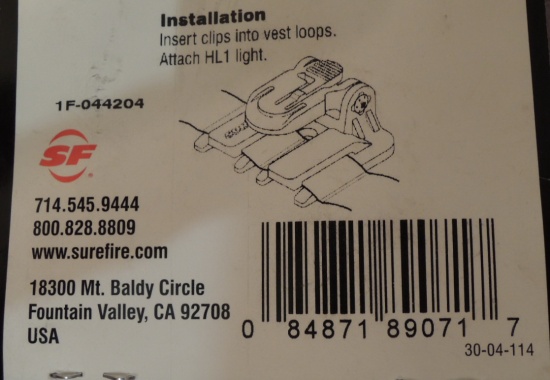 Installation
Insert clips into vest loops.
Attach HL1 light.
1F-044204
SF
714.545.9444
800.828.8809
www.surefire.com
18300 Mt. Baldy Circle
Fountain Valley, CA 92708
USA
0 84871 89071 7
30-04-114